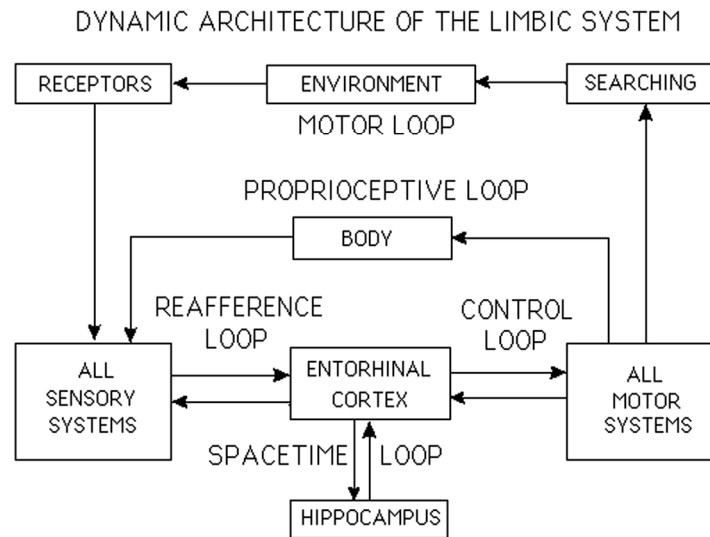 DYNAMIC ARCHITECTURE OF THE LIMBIC SYSTEM
RECEPTORS
ENVIRONMENT
SEARCHING
MOTOR LOOP
PROPRIOCEPTIVE LOOP
BODY
REAFFERENCE
LOOP
CONTROL
LOOP
ALL
SENSORY
SYSTEMS
ENTORHINAL
CORTEX
ALL
MOTOR
SYSTEMS
SPACETIME LOOP
HIPPOCAMPUS